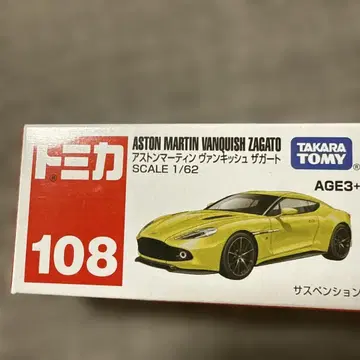 トミカ
108
ASTON MARTIN VANQUISH ZAGATO
アストンマーティン ヴァンキッシュ ザガート
SCALE 1/62
TAKARA
TOMY
AGE3+
サスペンション